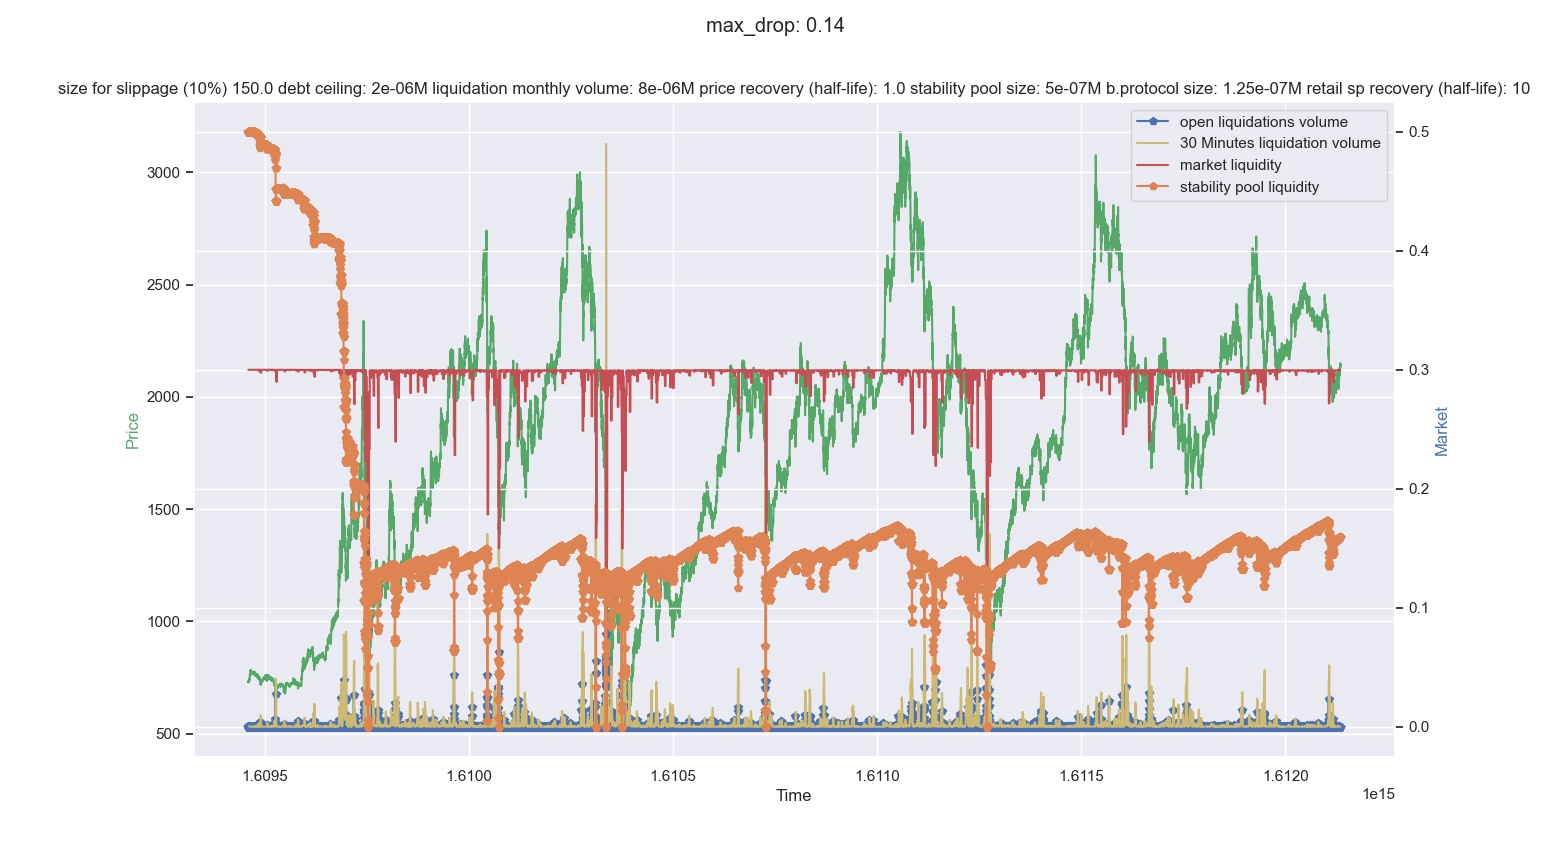 max_drop: 0.14
size for slippage (10%) 150.0 debt ceiling: 2e-06M liquidation monthly volume: 8e-06M price recovery (half-life): 1.0 stability pool size: 5e-07M b.protocol size: 1.25e-07M retail sp recovery (half-life): 10
open liquidations volume
30 Minutes liquidation volume
market liquidity
stability pool liquidity
3000
2500
2000
1500
1000
500
Price
0.5
0.4
0.3
0.2
0.1
0.0
Market
1.6095
1.6100
1.6105
1.6110
1.6115
1.6120
Time
1e15